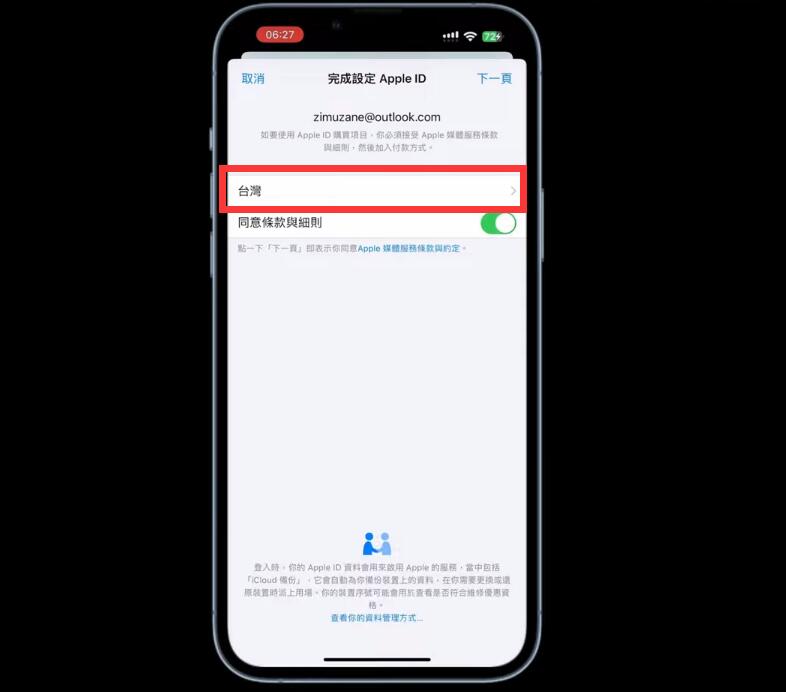 06:27
72
取消
完成設定 Apple ID
下一頁
zimuzane@outlook.com
如要使用 Apple ID 購買項目，你必須接受 Apple 媒體服務條款
與細則，然後加入付款方式。
台灣
同意條款與細則
點一下「下一頁」即表示你同意Apple 媒體服務條款與約定。
登入時，你的 Apple ID 資料會用來啟用 Apple 的服務，當中包括
「iCloud 備份」，它會自動為你備份裝置上的資料，在你需要更換或還
原裝置時派上用場。你的裝置序號可能會用於查看是否符合維修優惠資
格。
查看你的資料管理方式...